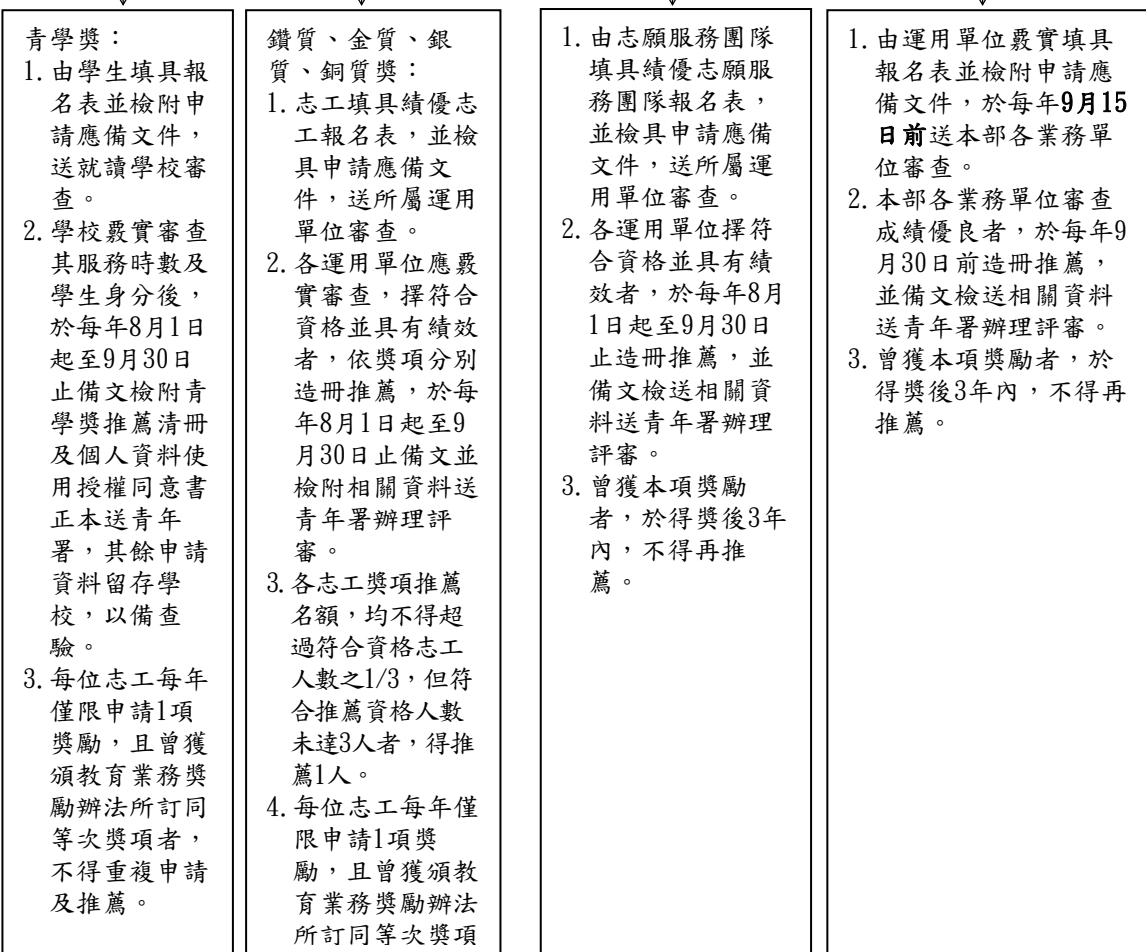 青學獎：
1.由學生填具報
名表並檢附申
請應備文件，
送就讀學校審
查。
2.學校覈實審查
其服務時數及
學生身分後，
於每年8月1日
起至9月30日
止備文檢附青
學獎推薦清冊
及個人資料使
用授權同意書
正本送青年
署，其餘申請
資料留存學
校，以備查
驗。
3.每位志工每年
僅限申請1項
獎勵，且曾獲
頒教育業務獎
勵辦法所訂同
等次獎項者，
不得重複申請
及推薦。
鑽質、金質、銀
質、銅質獎：
1.志工填具績優志
工報名表，並檢
具申請應備文
件，送所屬運用
單位審查。
2.各運用單位應覈
實審查，擇符合
資格並具有績效
者，依獎項分別
造冊推薦，於每
年8月1日起至9
月30日止備文並
檢附相關資料送
青年署辦理評
審。
3.各志工獎項推薦
名額，均不得超
過符合資格志工
人數之1/3，但符
合推薦資格人數
未達3人者，得推
薦1人。
4.每位志工每年僅
限申請1項獎
勵，且曾獲頒教
育業務獎勵辦法
所訂同等次獎項
1.由志願服務團隊
填具績優志願服
務團隊報名表，
並檢具申請應備
文件，送所屬運
用單位審查。
2.各運用單位擇符
合資格並具有績
效者，於每年8月
1日起至9月30日
止造冊推薦，並
備文檢送相關資
料送青年署辦理
評審。
3.曾獲本項獎勵
者，於得獎後3年
內，不得再推
薦。
1.由運用單位覈實填具
報名表並檢附申請應
備文件，於每年9月15
日前送本部各業務單
位審查。
2.本部各業務單位審查
成績優良者，於每年9
月30日前造冊推薦，
並備文檢送相關資料
送青年署辦理評審。
3.曾獲本項獎勵者，於
得獎後3年內，不得再
推薦。